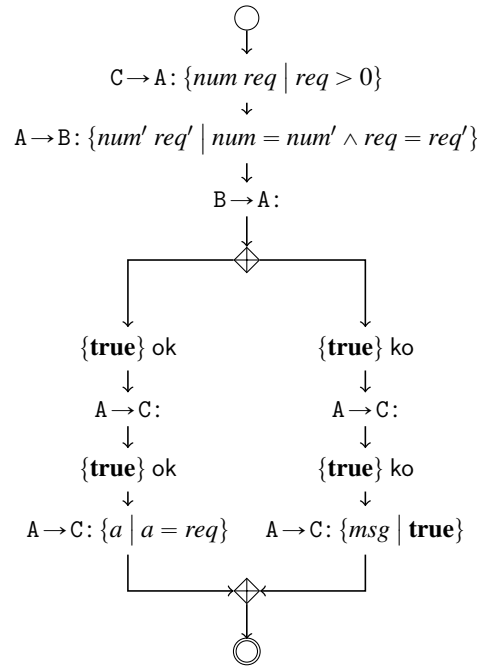 C → A: {num req | req > 0}
A → B: {num′ req′ | num = num′ ∧ req = req′}
B → A:
{true} ok {true} ko
A → C: A → C:
{true} ok {true} ko
A → C: {a | a = req} A → C: {msg | true}